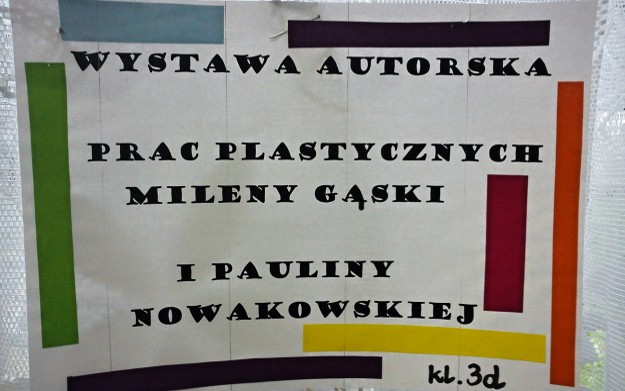 WYSTAWA AUTORSKA
PRAC PLASTYCZNYCH
MILENY GĄSKI
I PAULINY
NOWAKOWSKIEJ
kl. 3d